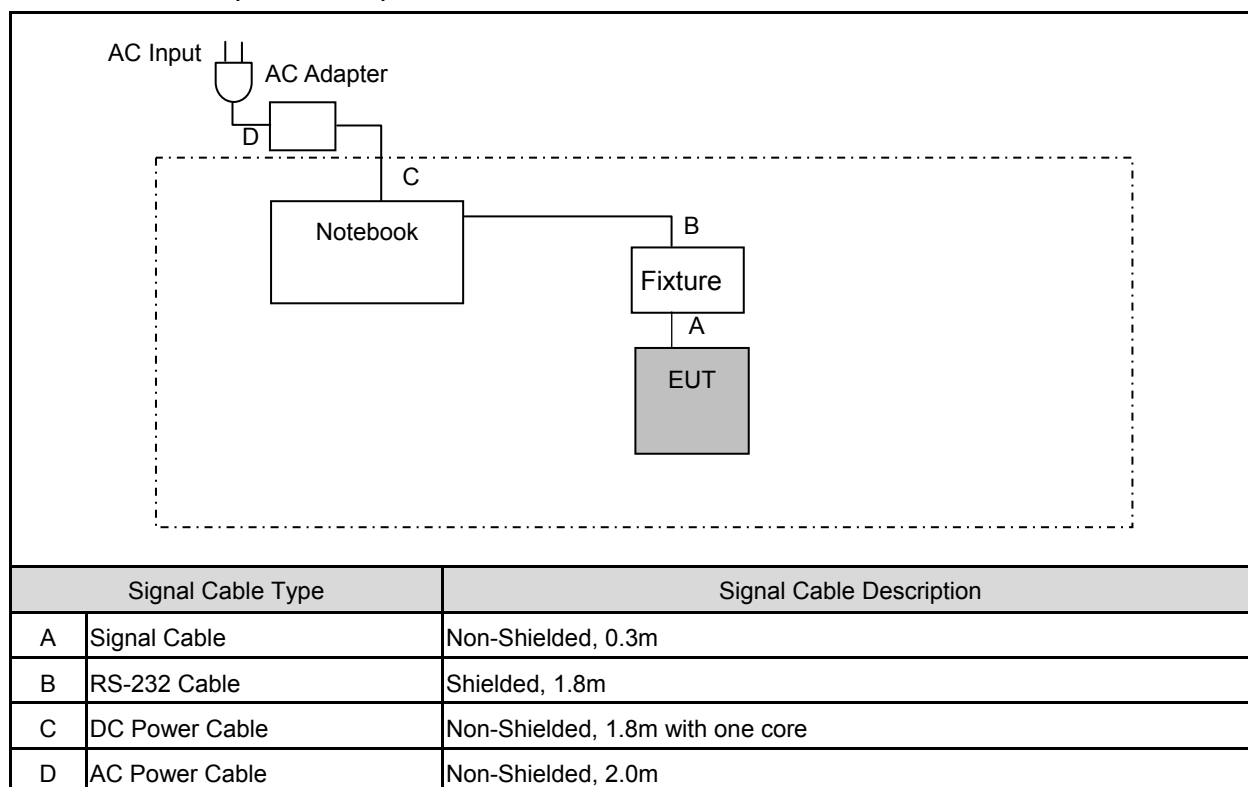 AC Input
AC Adapter
D
C
Notebook
B
Fixture
A
EUT
Signal Cable Type Signal Cable Description
A Signal Cable Non-Shielded, 0.3m
B RS-232 Cable Shielded, 1.8m
C DC Power Cable Non-Shielded, 1.8m with one core
D AC Power Cable Non-Shielded, 2.0m